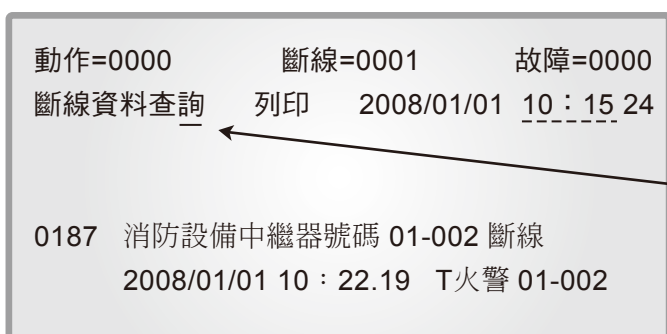 動作=0000 斷線=0001 故障=0000
斷線資料查詢 列印 2008/01/01 10：15 24
0187 消防設備中繼器號碼 01-002 斷線
2008/01/01 10：22.19 T火警 01-002